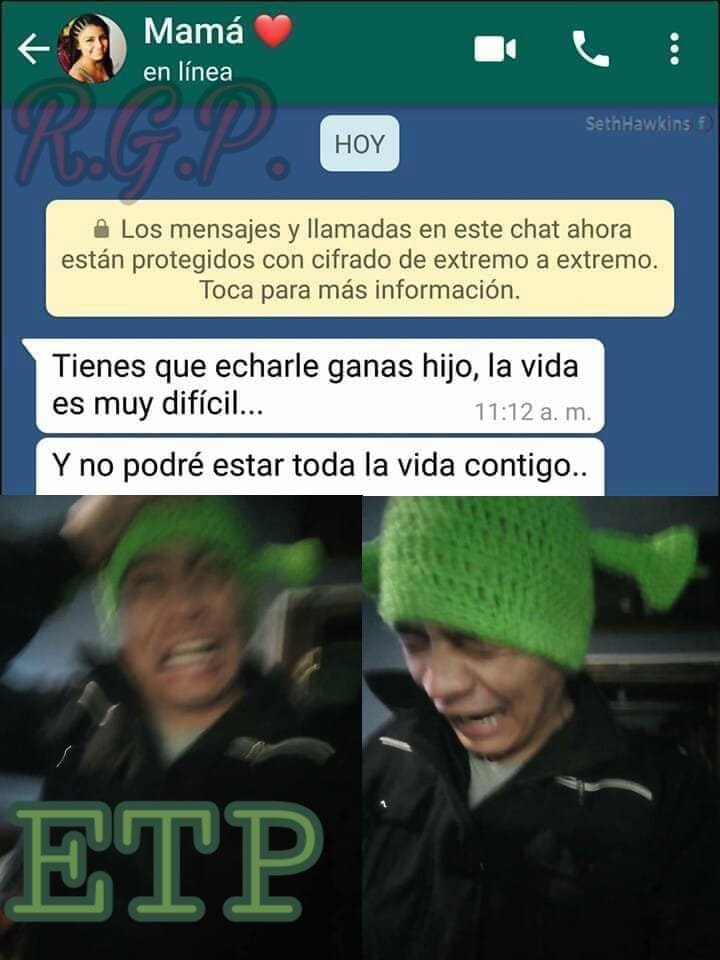 Mamá
en línea
R.G.P.
SethHawkins f
HOY
Los mensajes y llamadas en este chat ahora
están protegidos con cifrado de extremo a extremo.
Toca para más información.
Tienes que echarle ganas hijo, la vida
es muy difícil...
11:12 a. m.
Y no podré estar toda la vida contigo..
ETP